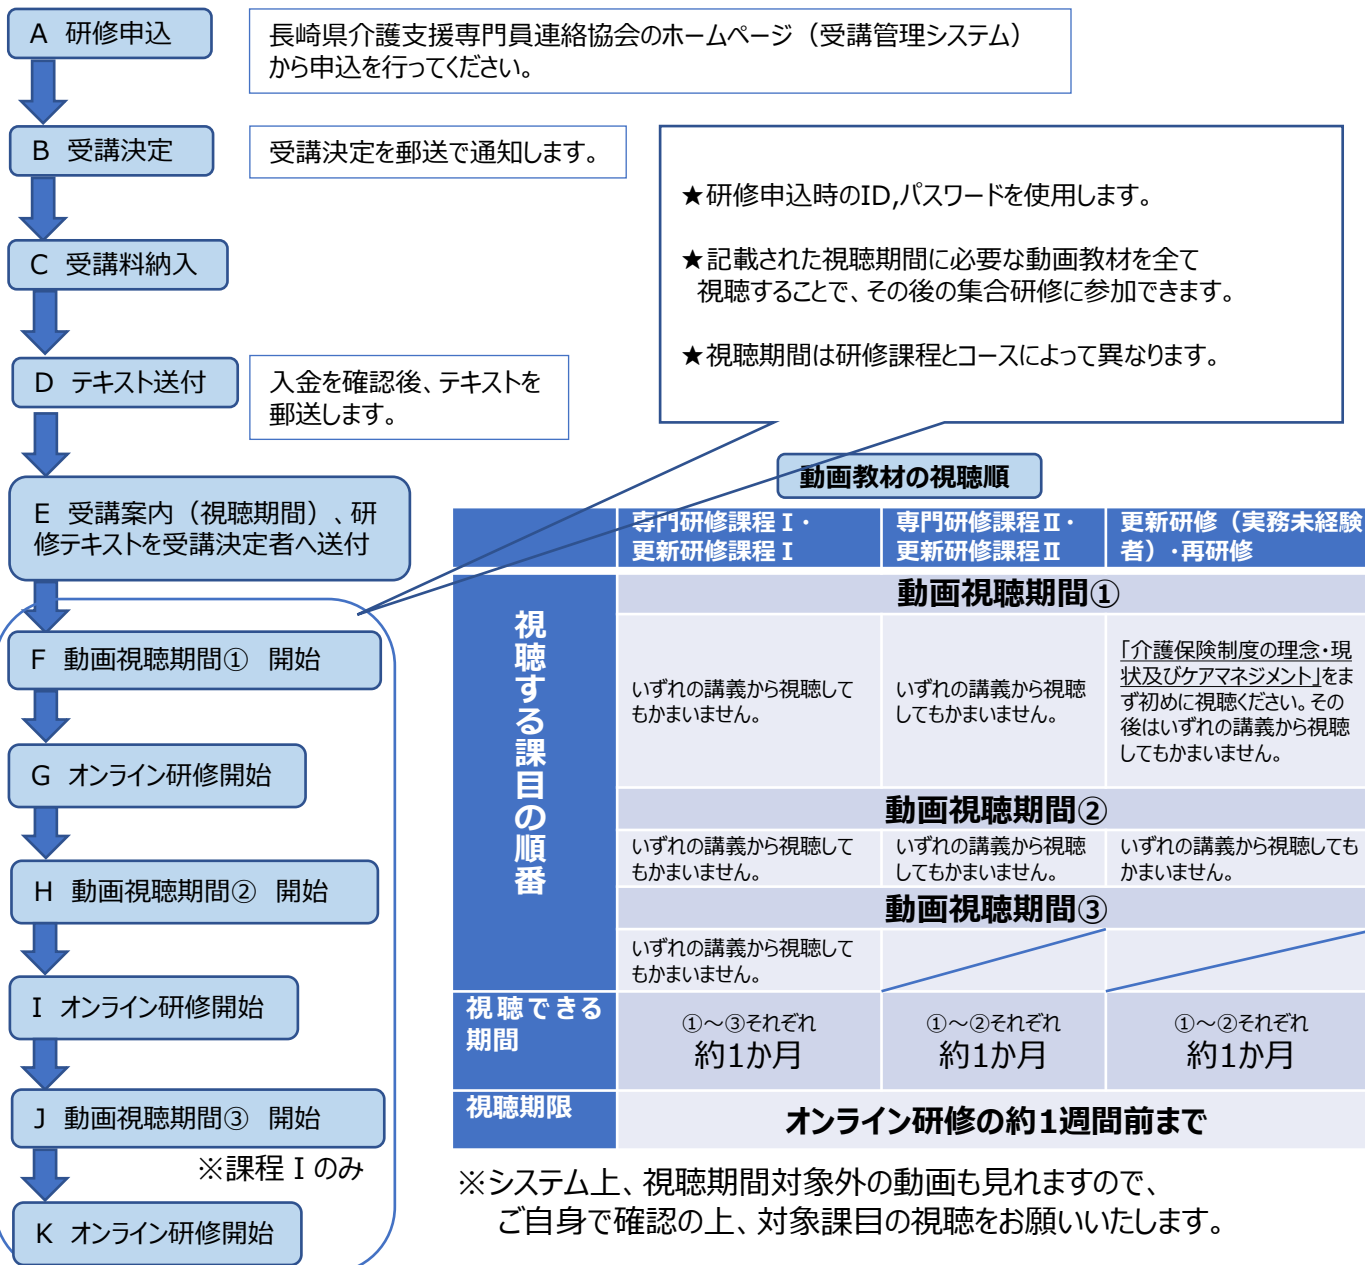 A 研修申込
長崎県介護支援専門員連絡協会のホームページ（受講管理システム）
から申込を行ってください。
B 受講決定
受講決定を郵送で通知します。
C 受講料納入
D テキスト送付
入金を確認後、テキストを
郵送します。
E 受講案内（視聴期間）、研
修テキストを受講決定者へ送付
F 動画視聴期間① 開始
G オンライン研修開始
H 動画視聴期間② 開始
I オンライン研修開始
J 動画視聴期間③ 開始
※課程Ⅰのみ
K オンライン研修開始
★研修申込時のID,パスワードを使用します。
★記載された視聴期間に必要な動画教材を全て
視聴することで、その後の集合研修に参加できます。
★視聴期間は研修課程とコースによって異なります。
動画教材の視聴順
専門研修課程Ⅰ・
更新研修課程Ⅰ
専門研修課程Ⅱ・
更新研修課程Ⅱ
更新研修（実務未経験
者）・再研修
視聴する課目の順番
動画視聴期間①
いずれの講義から視聴して
もかまいません。
いずれの講義から視聴
してもかまいません。
「介護保険制度の理念・現
状及びケアマネジメント」をま
ず初めに視聴ください。その
後はいずれの講義から視聴
してもかまいません。
動画視聴期間②
いずれの講義から視聴して
もかまいません。
いずれの講義から視聴
してもかまいません。
いずれの講義から視聴しても
かまいません。
動画視聴期間③
いずれの講義から視聴して
もかまいません。
視聴できる
期間
①～③それぞれ
約1か月
①～②それぞれ
約1か月
①～②それぞれ
約1か月
視聴期限
オンライン研修の約1週間前まで
※システム上、視聴期間対象外の動画も見れますので、
ご自身で確認の上、対象課目の視聴をお願いいたします。